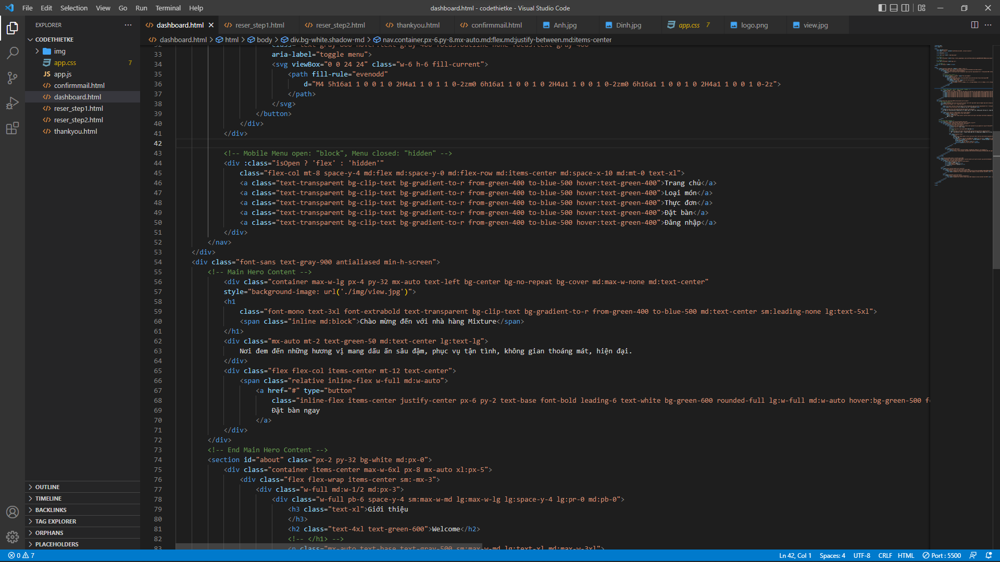 File Edit Selection View Go Run Terminal Help
dashboard.html - codethietke - Visual Studio Code
EXPLORER
CODETHIETKE
img
app.css 7
app.js
confirmmail.html
dashboard.html
reser_step1.html
reser_step2.html
thankyou.html
OUTLINE
TIMELINE
BACKLINKS
TAG EXPLORER
ORPHANS
PLACEHOLDERS
dashboard.html reser_step1.html reser_step2.html thankyou.html confirmmail.html Anh.jpg Dinh.jpg app.css 7 logo.png view.jpg
dashboard.html > html > body > div.bg-white.shadow-md > nav.container.px-6.py-8.mx-auto.md:flex.md:justify-between.md:items-center
32 class="text-gray-800 hover:text-gray-400 focus:outline-none focus:text-gray-400"
33 aria-label="toggle menu">
34 <svg viewBox="0 0 24 24" class="w-6 h-6 fill-current">
35 <path fill-rule="evenodd"
36 d="M4 5h16a1 1 0 0 1 0 2H4a1 1 0 1 1 0-2zm0 6h16a1 1 0 0 1 0 2H4a1 1 0 0 1 0-2zm0 6h16a1 1 0 0 1 0 2H4a1 1 0 0 1 0-2z">
37 </path>
38 </svg>
39 </button>
40 </div>
41 </div>
42
43 <!-- Mobile Menu open: "block", Menu closed: "hidden" -->
44 <div :class="isOpen ? 'flex' : 'hidden'"
45 class="flex-col mt-8 space-y-4 md:flex md:space-y-0 md:flex-row md:items-center md:space-x-10 md:mt-0 text-xl">
46 <a class="text-transparent bg-clip-text bg-gradient-to-r from-green-400 to-blue-500 hover:text-green-400">Trang chủ</a>
47 <a class="text-transparent bg-clip-text bg-gradient-to-r from-green-400 to-blue-500 hover:text-green-400">Loại món</a>
48 <a class="text-transparent bg-clip-text bg-gradient-to-r from-green-400 to-blue-500 hover:text-green-400">Thực đơn</a>
49 <a class="text-transparent bg-clip-text bg-gradient-to-r from-green-400 to-blue-500 hover:text-green-400">Đặt bàn</a>
50 <a class="text-transparent bg-clip-text bg-gradient-to-r from-green-400 to-blue-500 hover:text-green-400">Đăng nhập</a>
51 </div>
52 </nav>
53 </div>
54 <div class="font-sans text-gray-900 antialiased min-h-screen">
55 <!-- Main Hero Content -->
56 <div class="container max-w-lg px-4 py-32 mx-auto text-left bg-center bg-no-repeat bg-cover md:max-w-none md:text-center"
57 style="background-image: url('./img/view.jpg')">
58 <h1
59 class="font-mono text-3xl font-extrabold text-transparent bg-clip-text bg-gradient-to-r from-green-400 to-blue-500 md:text-center sm:leading-none lg:text-5xl">
60 <span class="inline md:block">Chào mừng đến với nhà hàng Mixture</span>
61 </h1>
62 <div class="mx-auto mt-2 text-green-50 md:text-center lg:text-lg">
63 Nơi đem đến những hương vị mang dấu ấn sâu đậm, phục vụ tận tình, không gian thoáng mát, hiện đại.
64 </div>
65 <div class="flex flex-col items-center mt-12 text-center">
66 <span class="relative inline-flex w-full md:w-auto">
67 <a href="#" type="button"
68 class="inline-flex items-center justify-center px-6 py-2 text-base font-bold leading-6 text-white bg-green-600 rounded-full lg:w-full md:w-auto hover:bg-green-500 f
69 Đặt bàn ngay
70 </a>
71 </div>
72 </div>
73 <!-- End Main Hero Content -->
74 <section id="about" class="px-2 py-32 bg-white md:px-0">
75 <div class="container items-center max-w-6xl px-8 mx-auto xl:px-5">
76 <div class="flex flex-wrap items-center sm:-mx-3">
77 <div class="w-full md:w-1/2 md:px-3">
78 <div class="w-full pb-6 space-y-4 sm:max-w-md lg:max-w-lg lg:space-y-4 lg:pr-0 md:pb-0">
79 <h3 class="text-xl">Giới thiệu
80 </h3>
81 <h2 class="text-4xl text-green-600">Welcome</h2>
82 <!-- </h1> -->
83 <p class="mx-auto text-base text-gray-500 sm:max-w-md lg:text-xl md:max-w-3xl">
0 7
Ln 42, Col 1 Spaces: 4 UTF-8 CRLF HTML Port : 5500